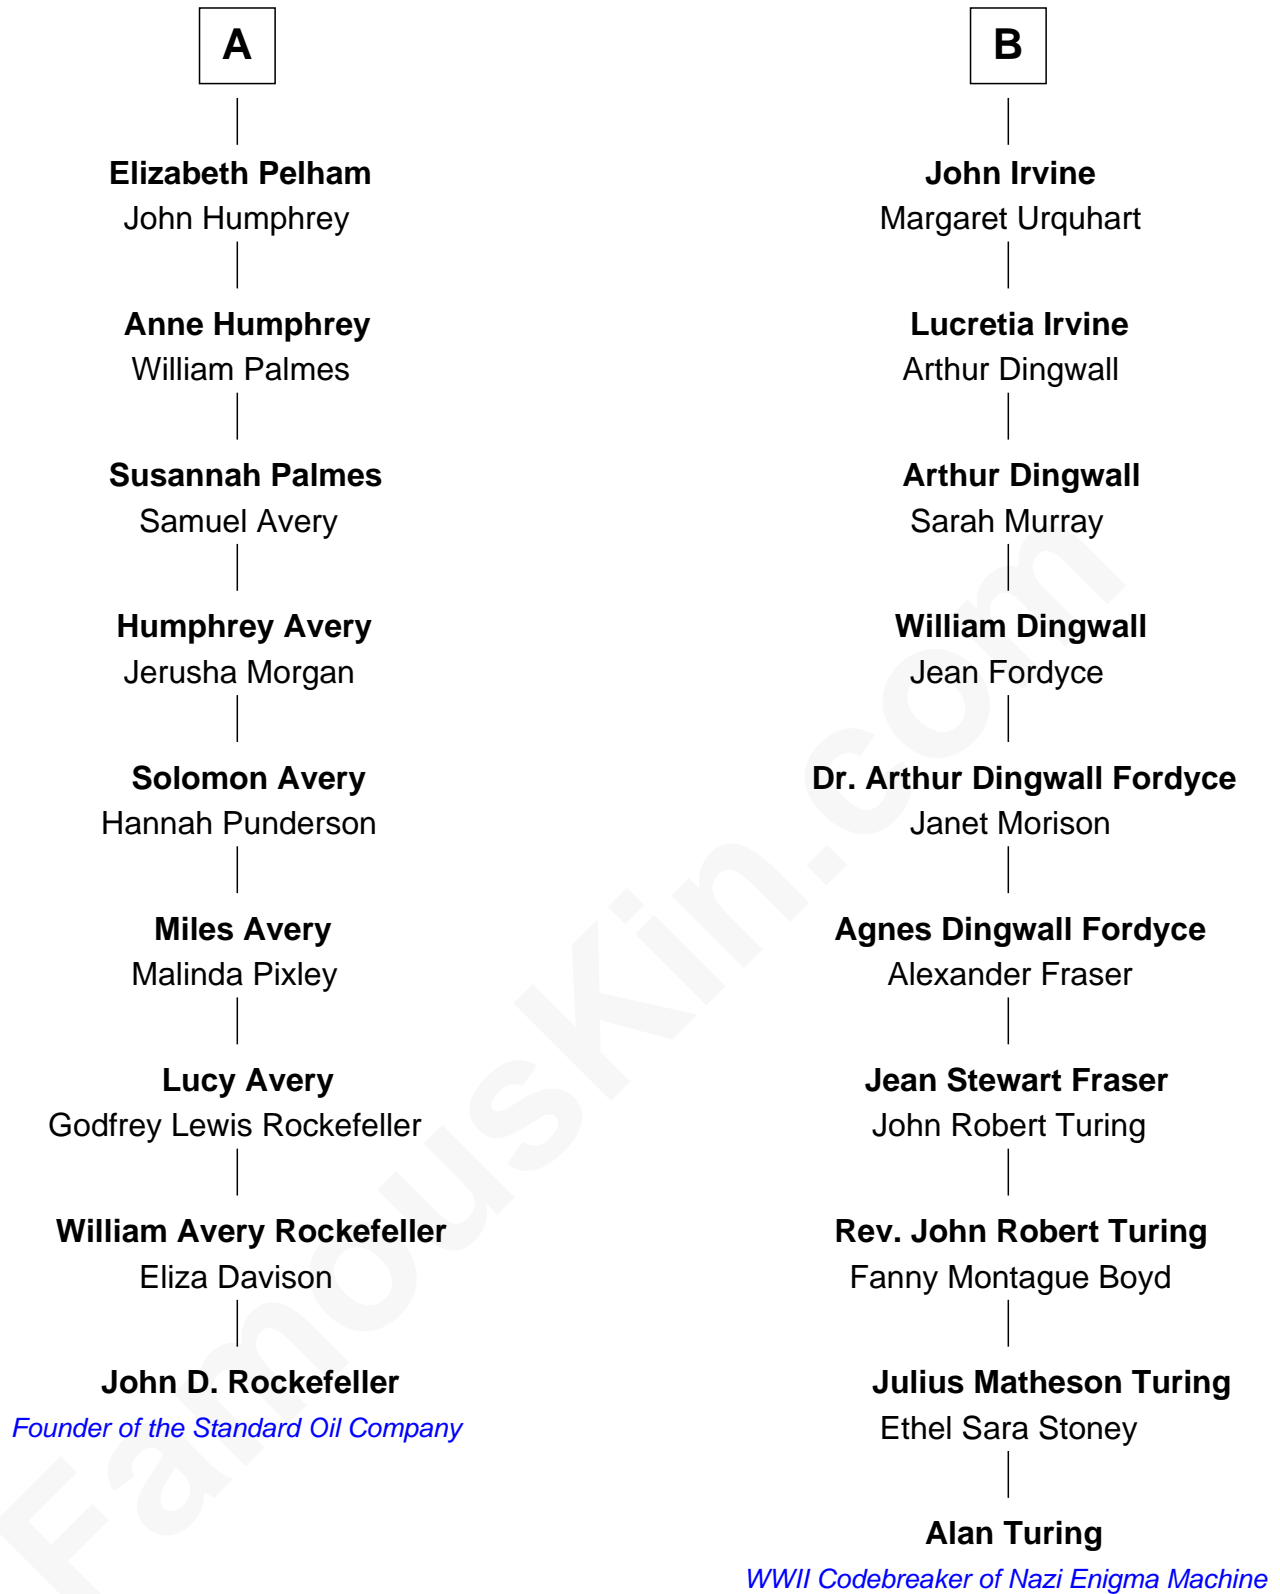 A
Elizabeth Pelham
John Humphrey
Anne Humphrey
William Palmes
Susannah Palmes
Samuel Avery
Humphrey Avery
Jerusha Morgan
Solomon Avery
Hannah Punderson
Miles Avery
Malinda Pixley
Lucy Avery
Godfrey Lewis Rockefeller
William Avery Rockefeller
Eliza Davison
John D. Rockefeller
Founder of the Standard Oil Company
B
John Irvine
Margaret Urquhart
Lucretia Irvine
Arthur Dingwall
Arthur Dingwall
Sarah Murray
William Dingwall
Jean Fordyce
Dr. Arthur Dingwall Fordyce
Janet Morison
Agnes Dingwall Fordyce
Alexander Fraser
Jean Stewart Fraser
John Robert Turing
Rev. John Robert Turing
Fanny Montague Boyd
Julius Matheson Turing
Ethel Sara Stoney
Alan Turing
WWII Codebreaker of Nazi Enigma Machine
FamousKin.com